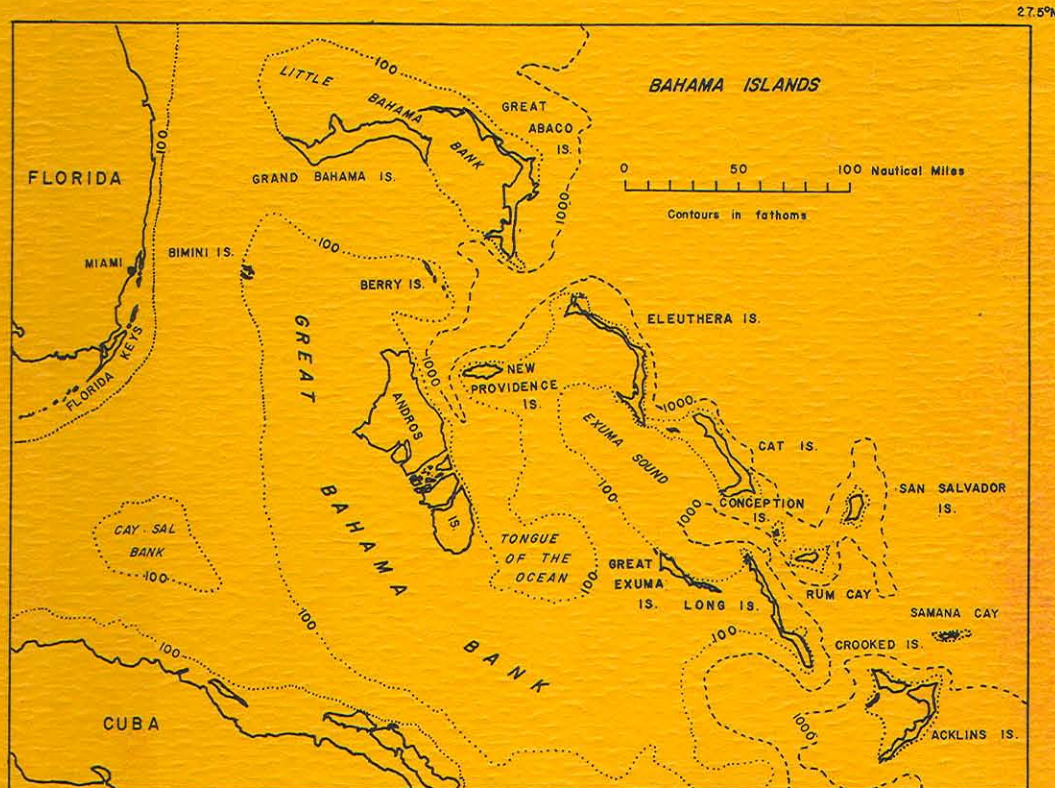 27.5°N
BAHAMA ISLANDS
LITTLE
BAHAMA
BANK
100
GREAT
ABACO
IS.
0 50 100 Nautical Miles
Contours in fathoms
1000
100
FLORIDA
GRAND BAHAMA IS.
MIAMI
BIMINI IS.
100
BERRY IS.
FLORIDA KEYS
ELEUTHERA IS.
1000
NEW
PROVIDENCE
IS.
GREAT
BAHAMA
BANK
ANDROS
IS.
EXUMA SOUND
100
1000
CAT IS.
SAN SALVADOR
IS.
CONCEPTION
IS.
1000
CAY SAL
BANK
100
TONGUE
OF THE
OCEAN
100
GREAT
EXUMA
IS.
LONG IS.
RUM CAY
SAMANA CAY
CROOKED IS.
100
100
100
1000
ACKLINS IS.
CUBA